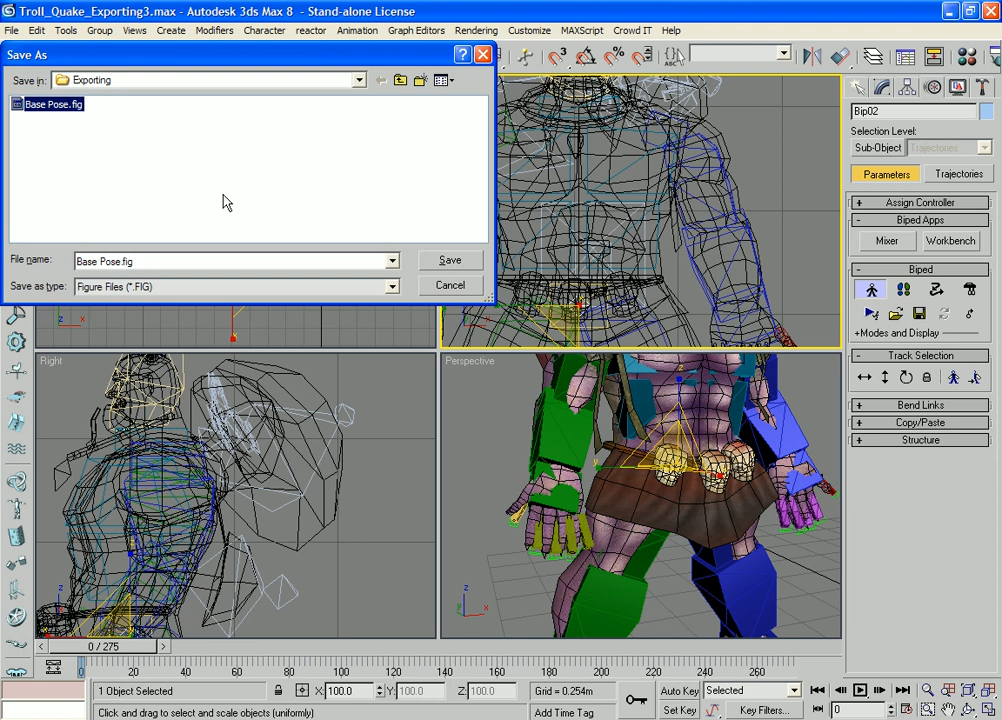 Troll_Quake_Exporting3.max - Autodesk 3ds Max 8 - Stand-alone License
File Edit Tools Group Views Create Modifiers Character reactor Animation Graph Editors Rendering Customize MAXScript Crowd IT Help
Save As
Save in: Exporting
Base Pose.fig
File name: Base Pose.fig Save
Save as type: Figure Files (*.FIG) Cancel
Bip02
Selection Level:
Sub-Object Trajectories
Parameters Trajectories
+ Assign Controller
- Biped Apps
Mixer Workbench
- Biped
+Modes and Display
- Track Selection
+ Bend Links
+ Copy/Paste
+ Structure
Right
Perspective
0 / 275
0 20 40 60 80 100 120 140 160 180 200 220 240 260
1 Object Selected X: 100.0 Y: 100.0 Z: 100.0 Grid = 0.254m Auto Key Selected
Click and drag to select and scale objects (uniformly) Add Time Tag Set Key Key Filters... 0